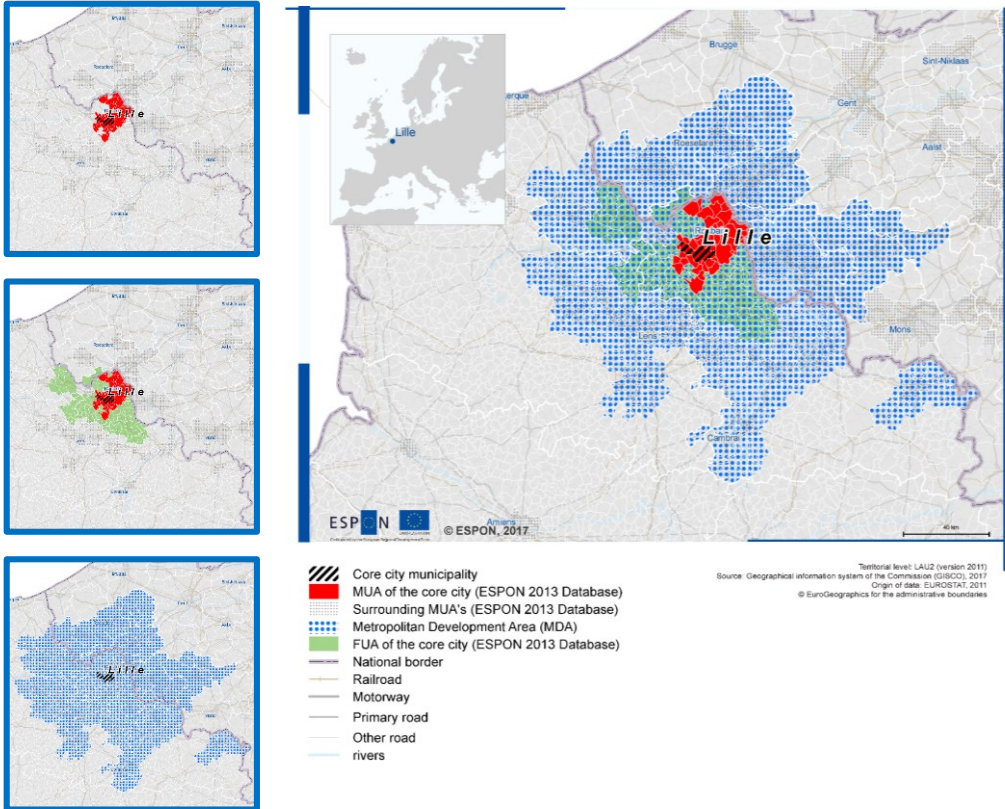 Lille
Lille
Lille
Lille
Brugge
Sint-Niklaas
Gent
Aalst
Roeselare
Lille
Lens
Mons
Cambrai
Amiens
ESPON
© ESPON, 2017
40 km
Core city municipality
MUA of the core city (ESPON 2013 Database)
Surrounding MUA's (ESPON 2013 Database)
Metropolitan Development Area (MDA)
FUA of the core city (ESPON 2013 Database)
National border
Railroad
Motorway
Primary road
Other road
rivers
Territorial level: LAU2 (version 2011)
Source: Geographical information system of the Commission (GISCO), 2017
Origin of data: EUROSTAT, 2011
© EuroGeographics for the administrative boundaries